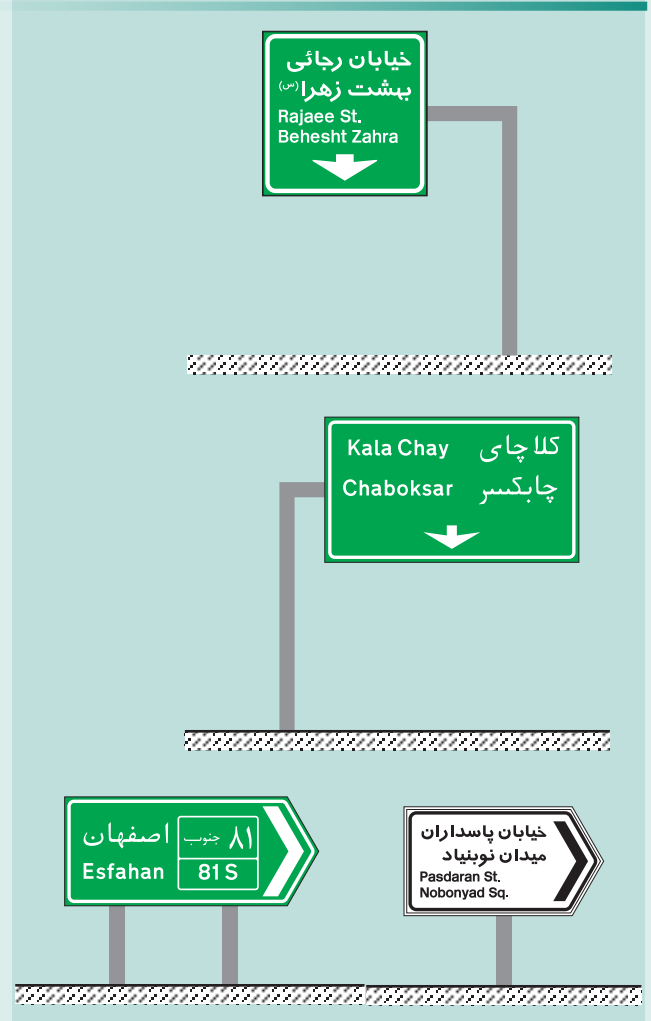 خیابان رجائی
بهشت زهرا (س)
Rajaee St.
Behesht Zahra
کلاچای Kala Chay
چابکسر Chaboksar
اصفهان جنوب ۸۱
Esfahan 81 S
خیابان پاسداران
میدان نوبنیاد
Pasdaran St.
Nobonyad Sq.